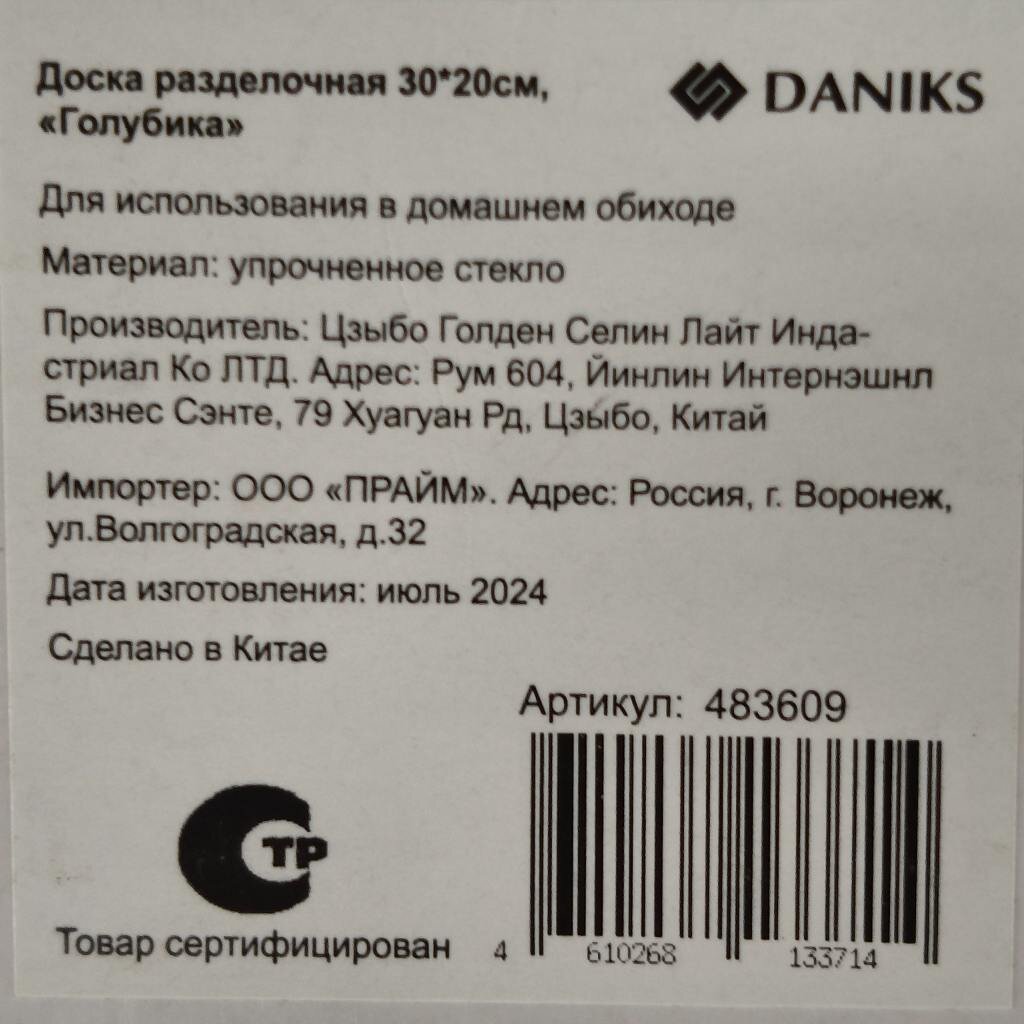 Доска разделочная 30*20см,
«Голубика»
DANIKS
Для использования в домашнем обиходе
Материал: упрочненное стекло
Производитель: Цзыбо Голден Селин Лайт Инда-
стриал Ко ЛТД. Адрес: Рум 604, Йинлин Интернэшнл
Бизнес Сэнте, 79 Хуагуан Рд, Цзыбо, Китай
Импортер: ООО «ПРАЙМ». Адрес: Россия, г. Воронеж,
ул.Волгоградская, д.32
Дата изготовления: июль 2024
Сделано в Китае
Артикул: 483609
ТР
Товар сертифицирован
4 610268 133714